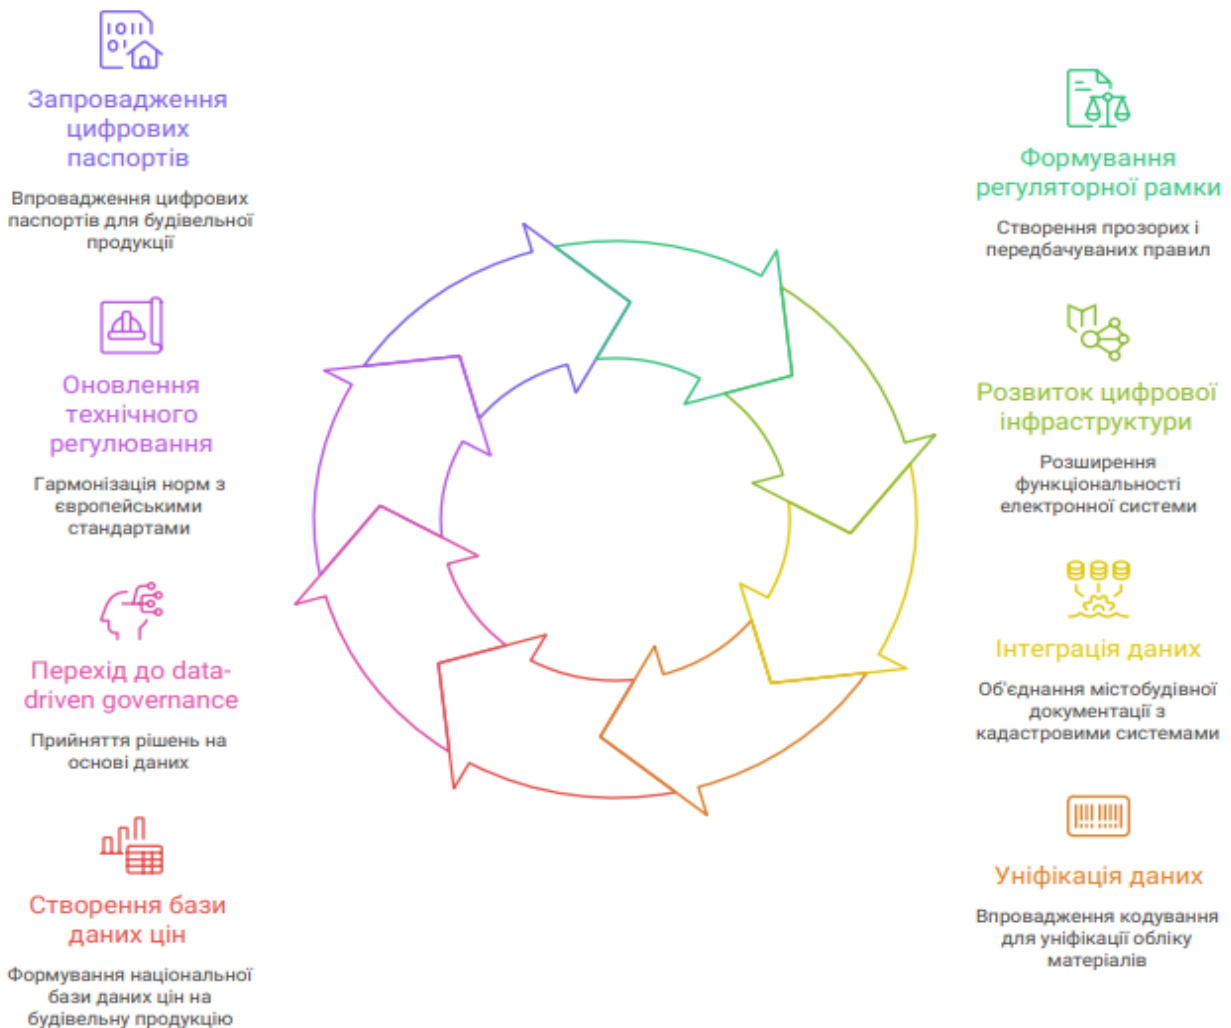 Запровадження
цифрових
паспортів
Впровадження цифрових
паспортів для будівельної
продукції
Оновлення
технічного
регулювання
Гармонізація норм з
європейськими
стандартами
Перехід до data-
driven governance
Прийняття рішень на
основі даних
Створення бази
даних цін
Формування національної
бази даних цін на
будівельну продукцію
Формування
регуляторної рамки
Створення прозорих і
передбачуваних правил
Розвиток цифрової
інфраструктури
Розширення
функціональності
електронної системи
Інтеграція даних
Об'єднання містобудівної
документації з
кадастровими системами
Уніфікація даних
Впровадження кодування
для уніфікації обліку
матеріалів